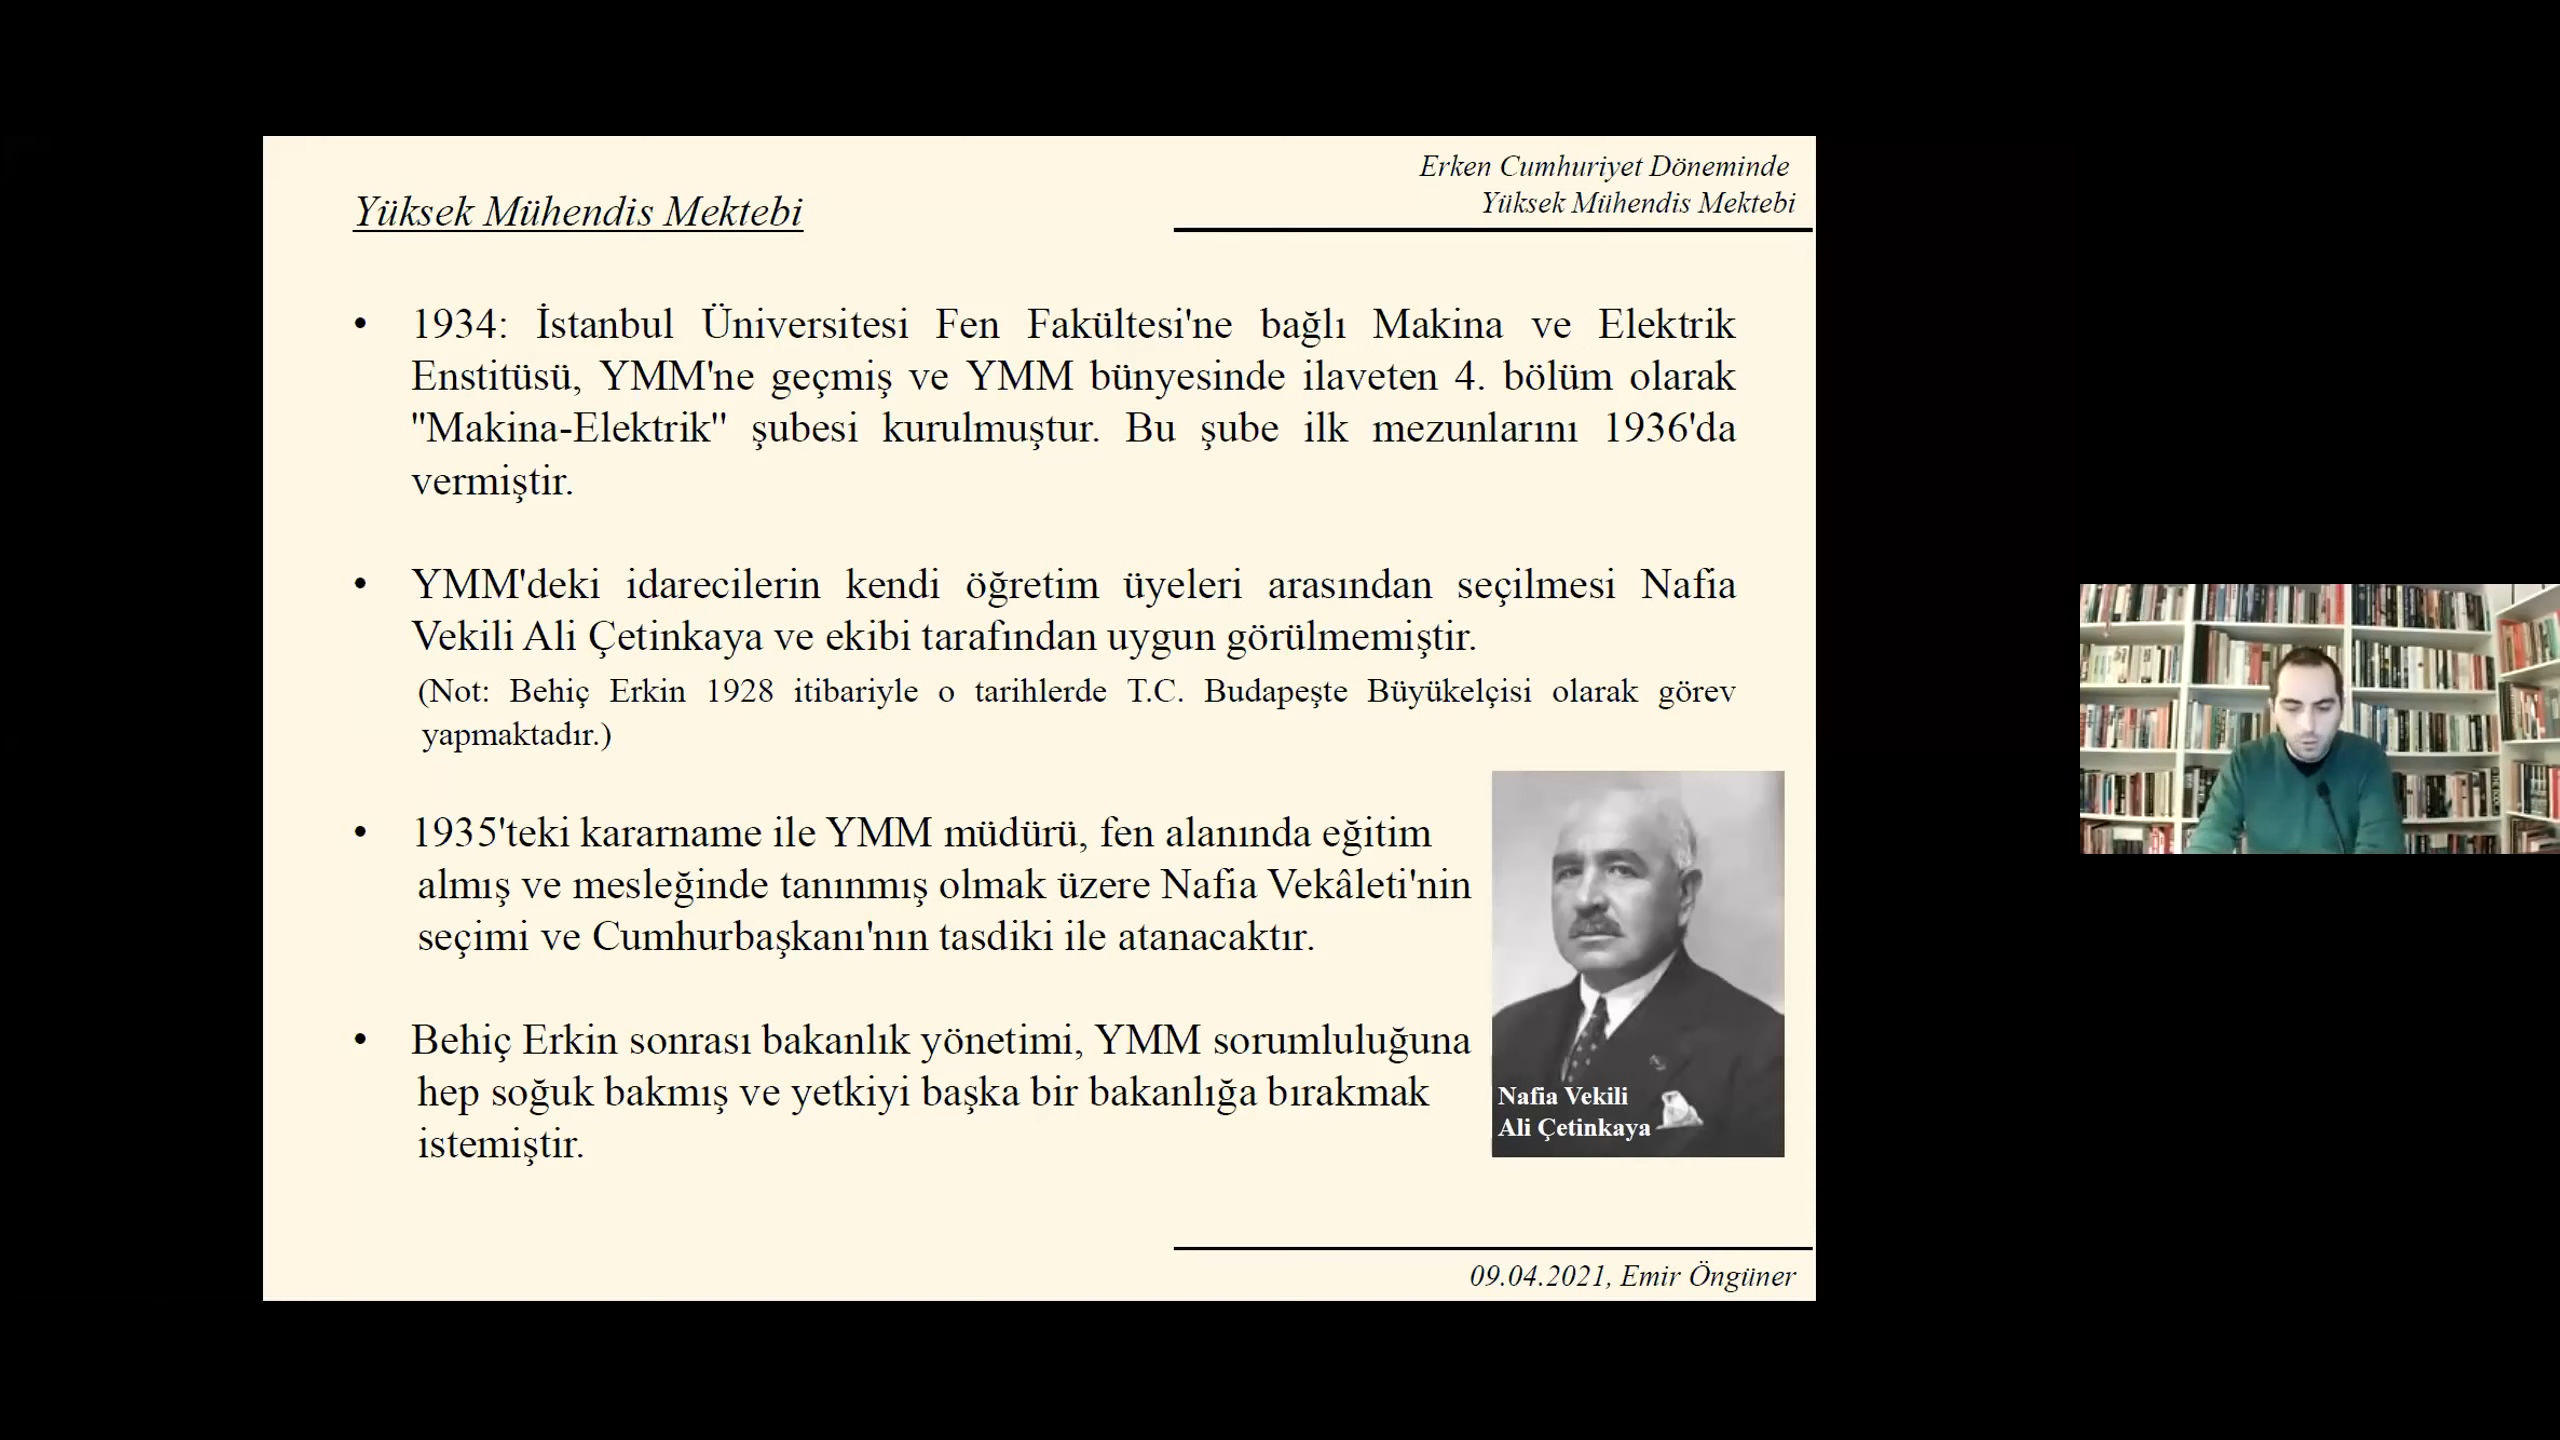 Erken Cumhuriyet Döneminde
Yüksek Mühendis Mektebi
Yüksek Mühendis Mektebi
• 1934: İstanbul Üniversitesi Fen Fakültesi'ne bağlı Makina ve Elektrik
Enstitüsü, YMM'ne geçmiş ve YMM bünyesinde ilaveten 4. bölüm olarak
"Makina-Elektrik" şubesi kurulmuştur. Bu şube ilk mezunlarını 1936'da
vermiştir.
• YMM'deki idarecilerin kendi öğretim üyeleri arasından seçilmesi Nafia
Vekili Ali Çetinkaya ve ekibi tarafından uygun görülmemiştir.
(Not: Behiç Erkin 1928 itibariyle o tarihlerde T.C. Budapeşte Büyükelçisi olarak görev
yapmaktadır.)
• 1935'teki kararname ile YMM müdürü, fen alanında eğitim
almış ve mesleğinde tanınmış olmak üzere Nafia Vekâleti'nin
seçimi ve Cumhurbaşkanı'nın tasdiki ile atanacaktır.
• Behiç Erkin sonrası bakanlık yönetimi, YMM sorumluluğuna
hep soğuk bakmış ve yetkiyi başka bir bakanlığa bırakmak
istemiştir.
Nafia Vekili
Ali Çetinkaya
09.04.2021, Emir Öngüner